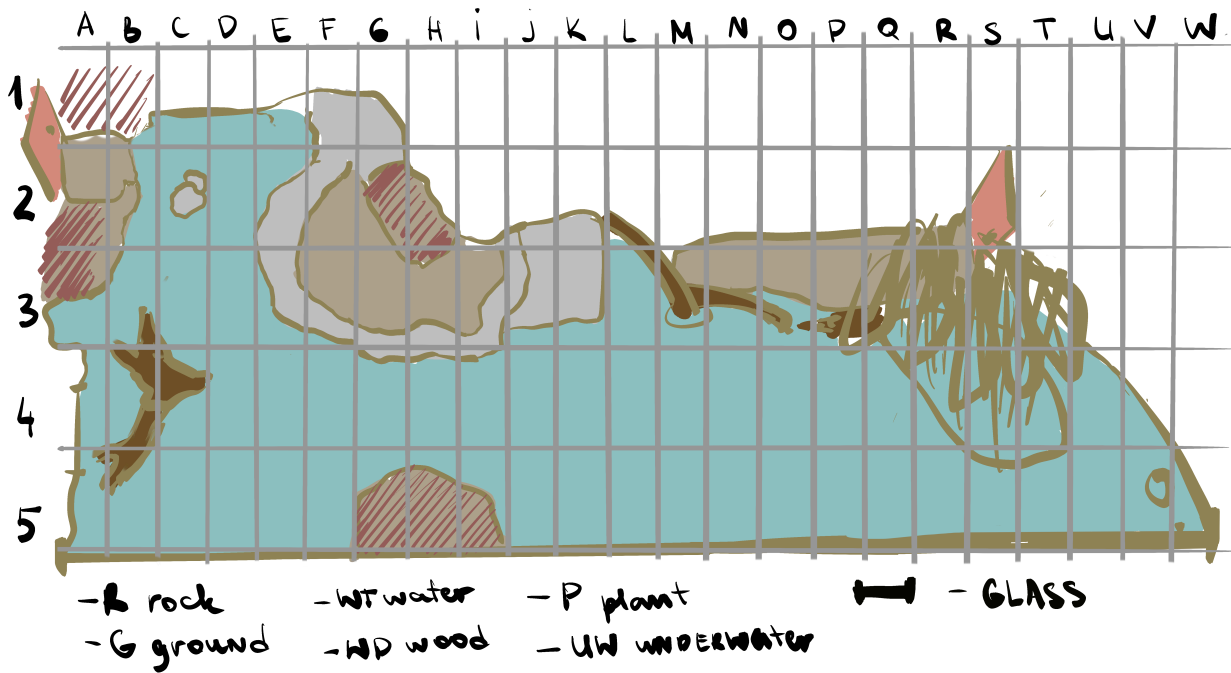 A B C D E F G H i j K L M N O P Q R S T U V W
1
2
3
4
5
-R rock -WT water -P plant - GLASS
-G ground -WD wood -UW UNDERWATER